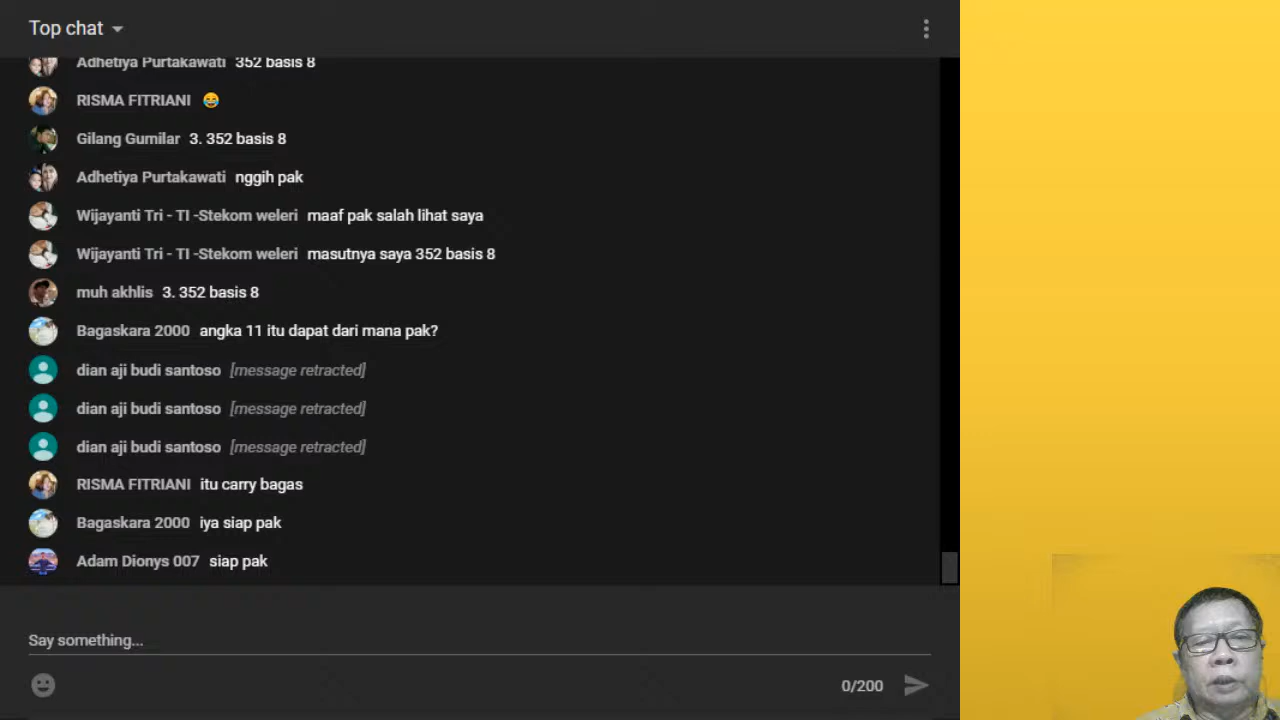 Top chat
Adhetiya Purtakawati 352 basis 8
RISMA FITRIANI 😂
Gilang Gumilar 3. 352 basis 8
Adhetiya Purtakawati nggih pak
Wijayanti Tri - TI -Stekom weleri maaf pak salah lihat saya
Wijayanti Tri - TI -Stekom weleri masutnya saya 352 basis 8
muh akhlis 3. 352 basis 8
Bagaskara 2000 angka 11 itu dapat dari mana pak?
dian aji budi santoso [message retracted]
dian aji budi santoso [message retracted]
dian aji budi santoso [message retracted]
RISMA FITRIANI itu carry bagas
Bagaskara 2000 iya siap pak
Adam Dionys 007 siap pak
Say something...
0/200